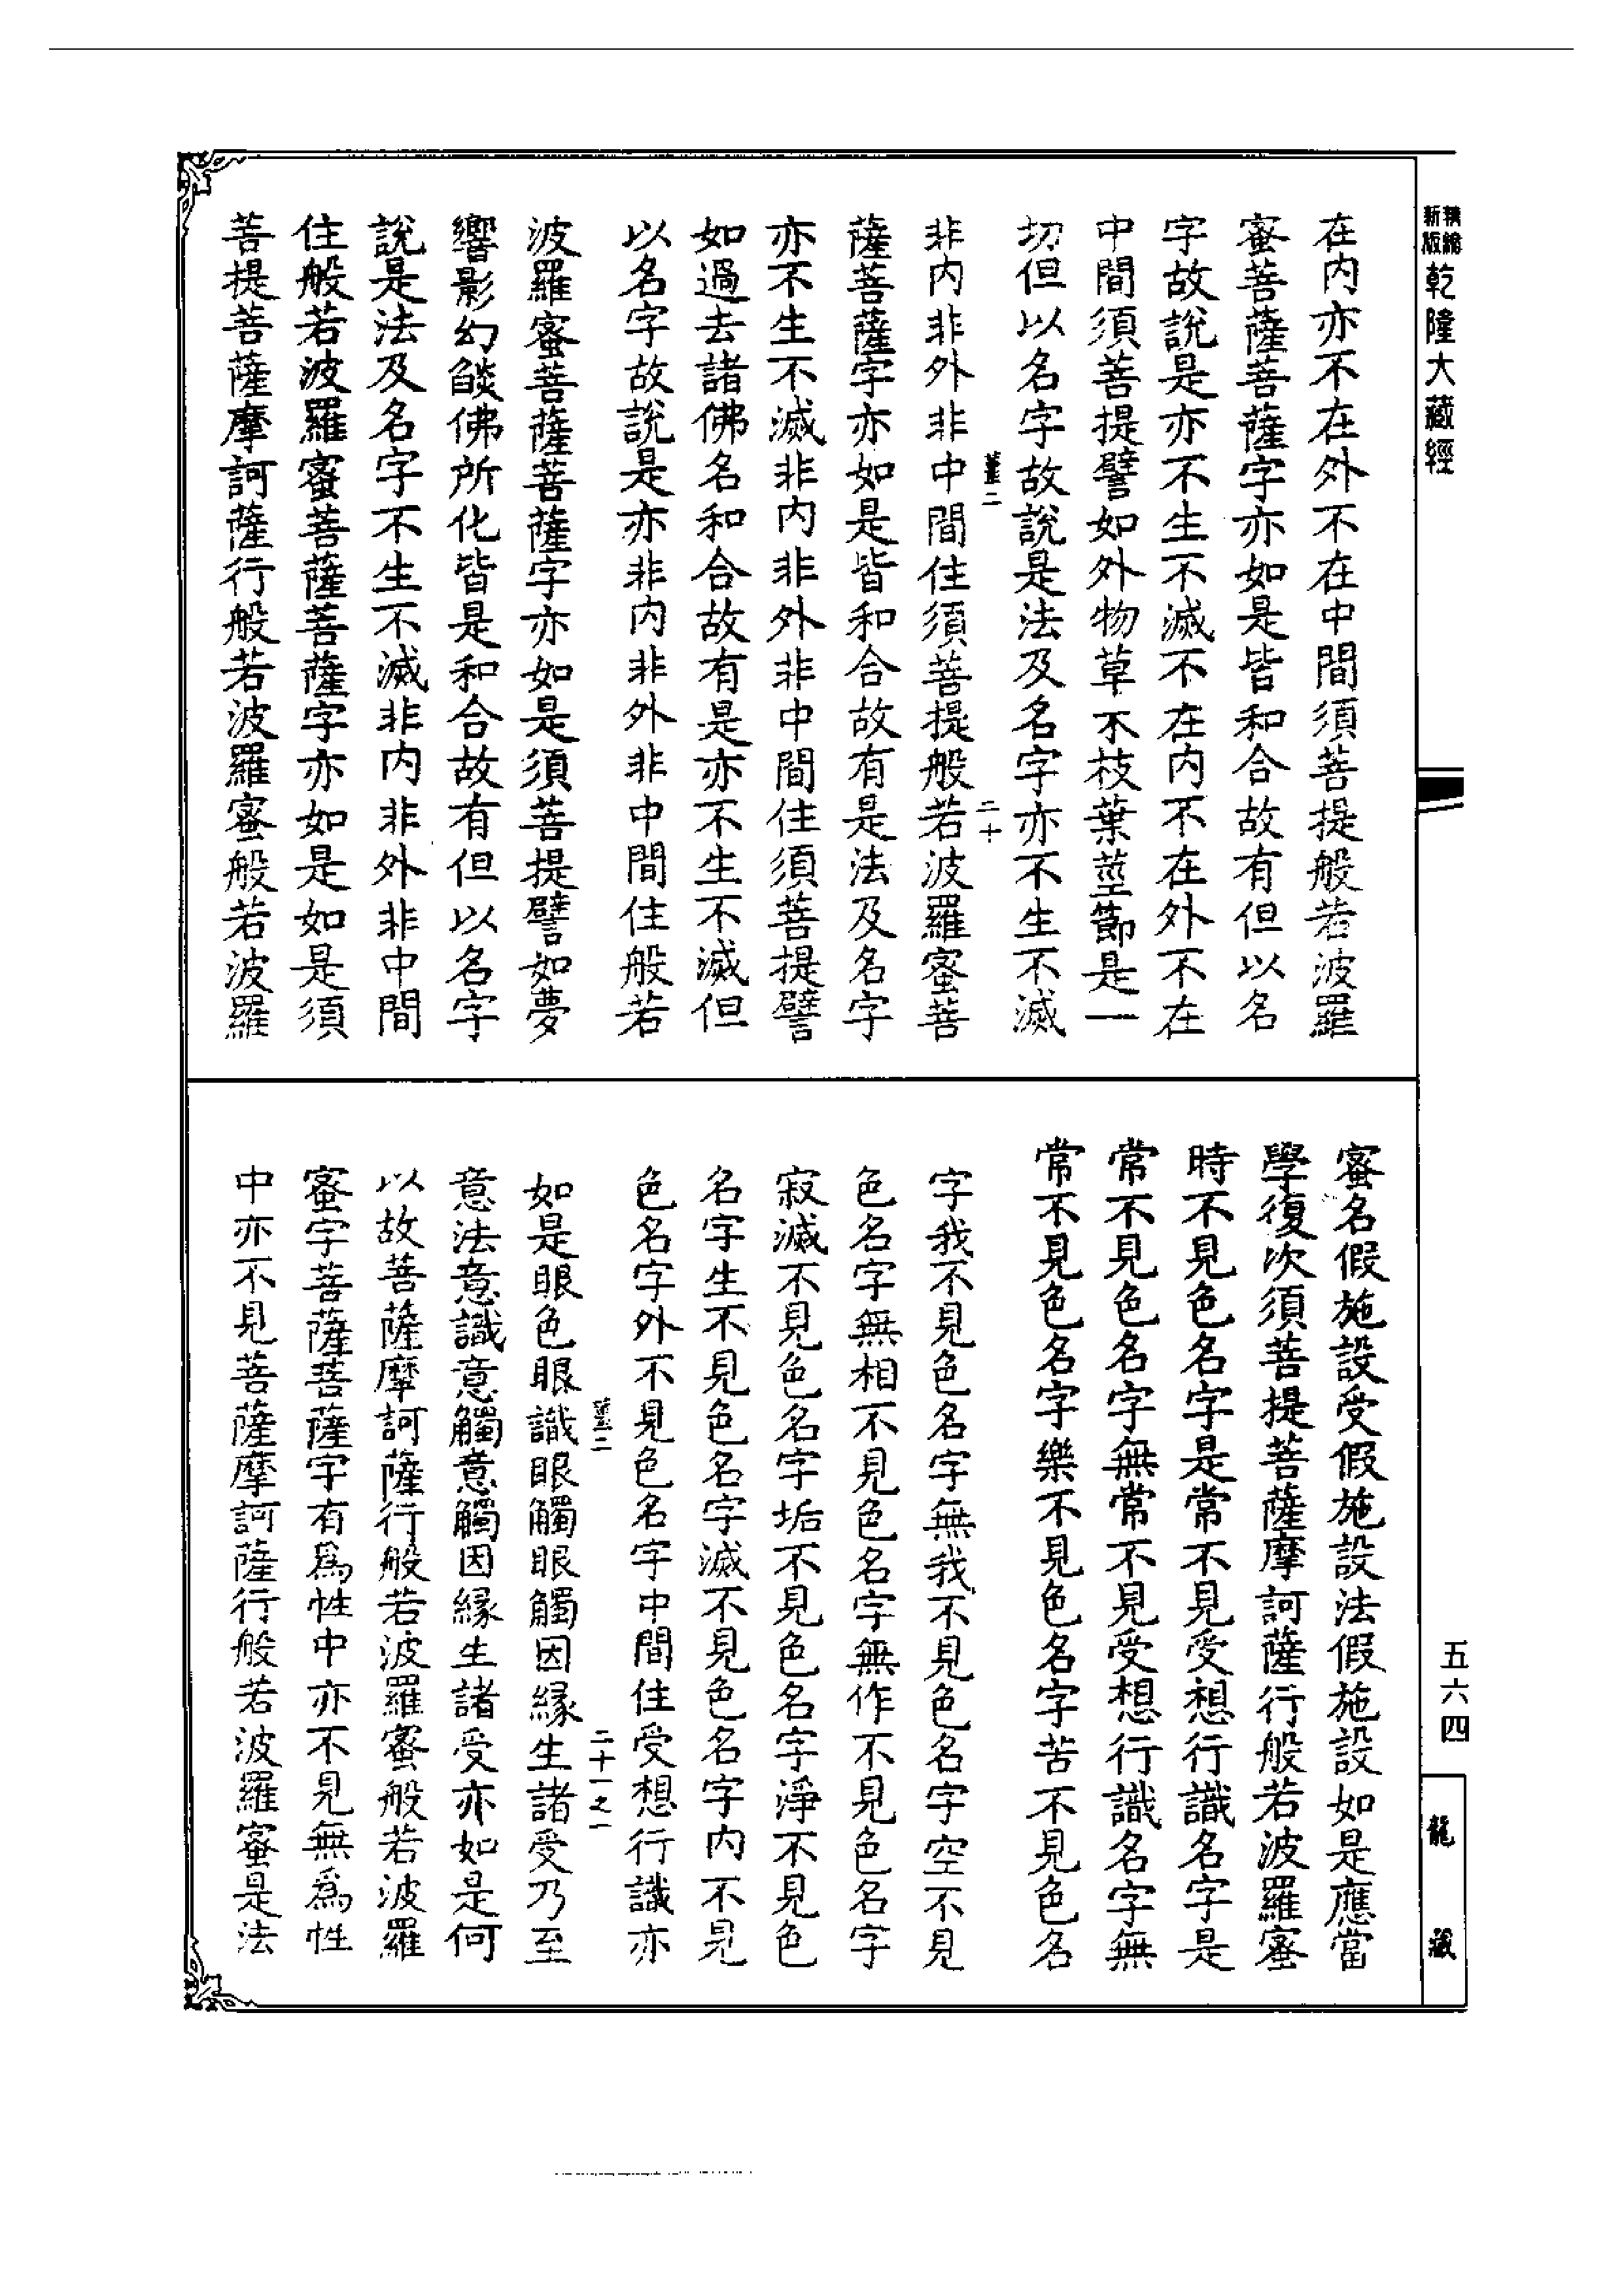 新版
精縮
乾隆大藏經
在内亦不在外不在中間須菩提般若波羅
蜜菩薩菩薩字亦如是皆和合故有但以名
字故說是亦不生不滅不在内不在外不在
中間須菩提譬如外物草木枝葉莖節是一
切但以名字故說是法及名字亦不生不滅
二十
非内非外非中間住須菩提般若波羅蜜菩
薩菩薩字亦如是皆和合故有是法及名字
亦不生不滅非内非外非中間住須菩提譬
如過去諸佛名和合故有是亦不生不滅但
以名字故說是亦非内非外非中間住般若
波羅蜜菩薩菩薩字亦如是須菩提譬如夢
響影幻燄佛所化皆是和合故有但以名字
說是法及名字不生不滅非内非外非中間
住般若波羅蜜菩薩菩薩字亦如是如是須
菩提菩薩摩訶薩行般若波羅蜜般若波羅
蜜名假施設受假施設法假施設如是應當
學復次須菩提菩薩摩訶薩行般若波羅蜜
時不見色名字是常不見受想行識名字是
常不見色名字無常不見受想行識名字無
常不見色名字樂不見色名字苦不見色名
字我不見色名字無我不見色名字空不見
色名字無相不見色名字無作不見色名字
寂滅不見色名字垢不見色名字淨不見色
名字生不見色名字滅不見色名字内不見
色名字外不見色名字中間住受想行識亦
二十一之一
如是眼色眼識眼觸眼觸因緣生諸受乃至
意法意識意觸意觸因緣生諸受亦如是何
以故菩薩摩訶薩行般若波羅蜜般若波羅
蜜字菩薩菩薩字有爲性中亦不見無爲性
中亦不見菩薩摩訶薩行般若波羅蜜是法
五六四
龍藏